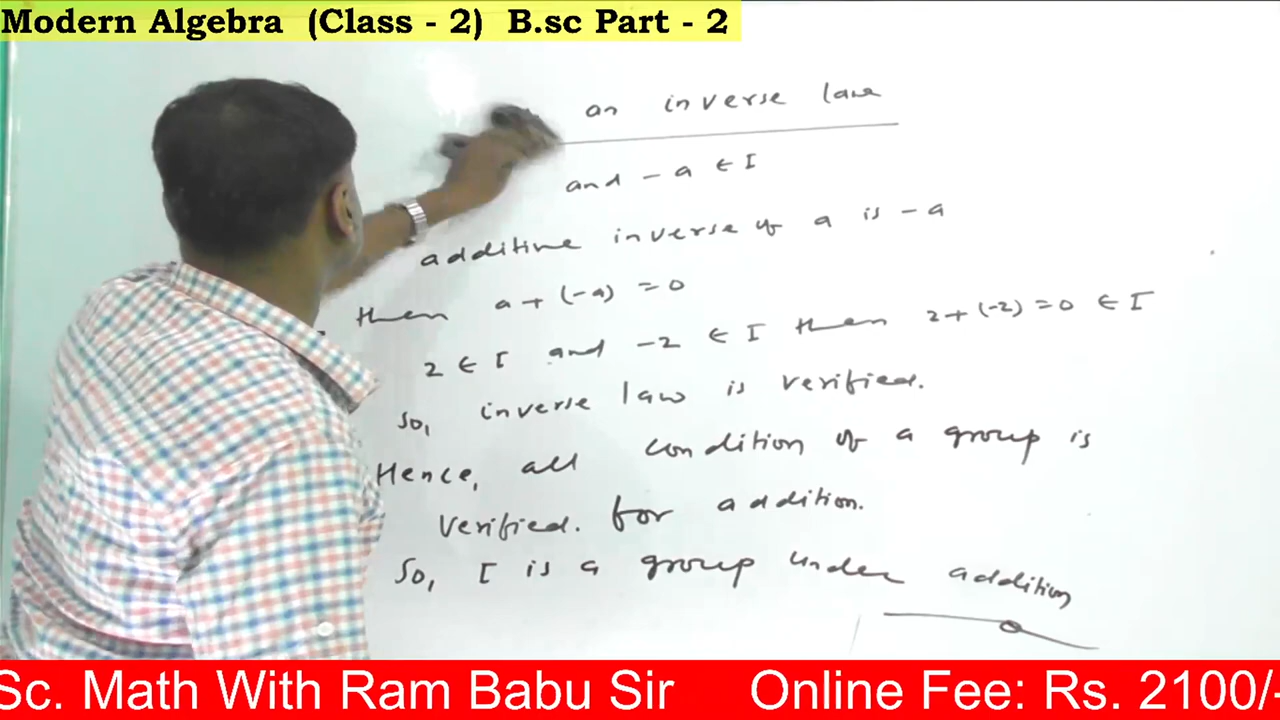 Modern Algebra (Class - 2) B.sc Part - 2
an inverse law
and - a ∈ I
additive inverse of a is - a
then a + (-a) = 0
2 ∈ I and -2 ∈ I then 2 + (-2) = 0 ∈ I
so, inverse law is verified.
Hence, all condition of a group is
verified. for addition.
So, I is a group under addition
Sc. Math With Ram Babu Sir Online Fee: Rs. 2100/-